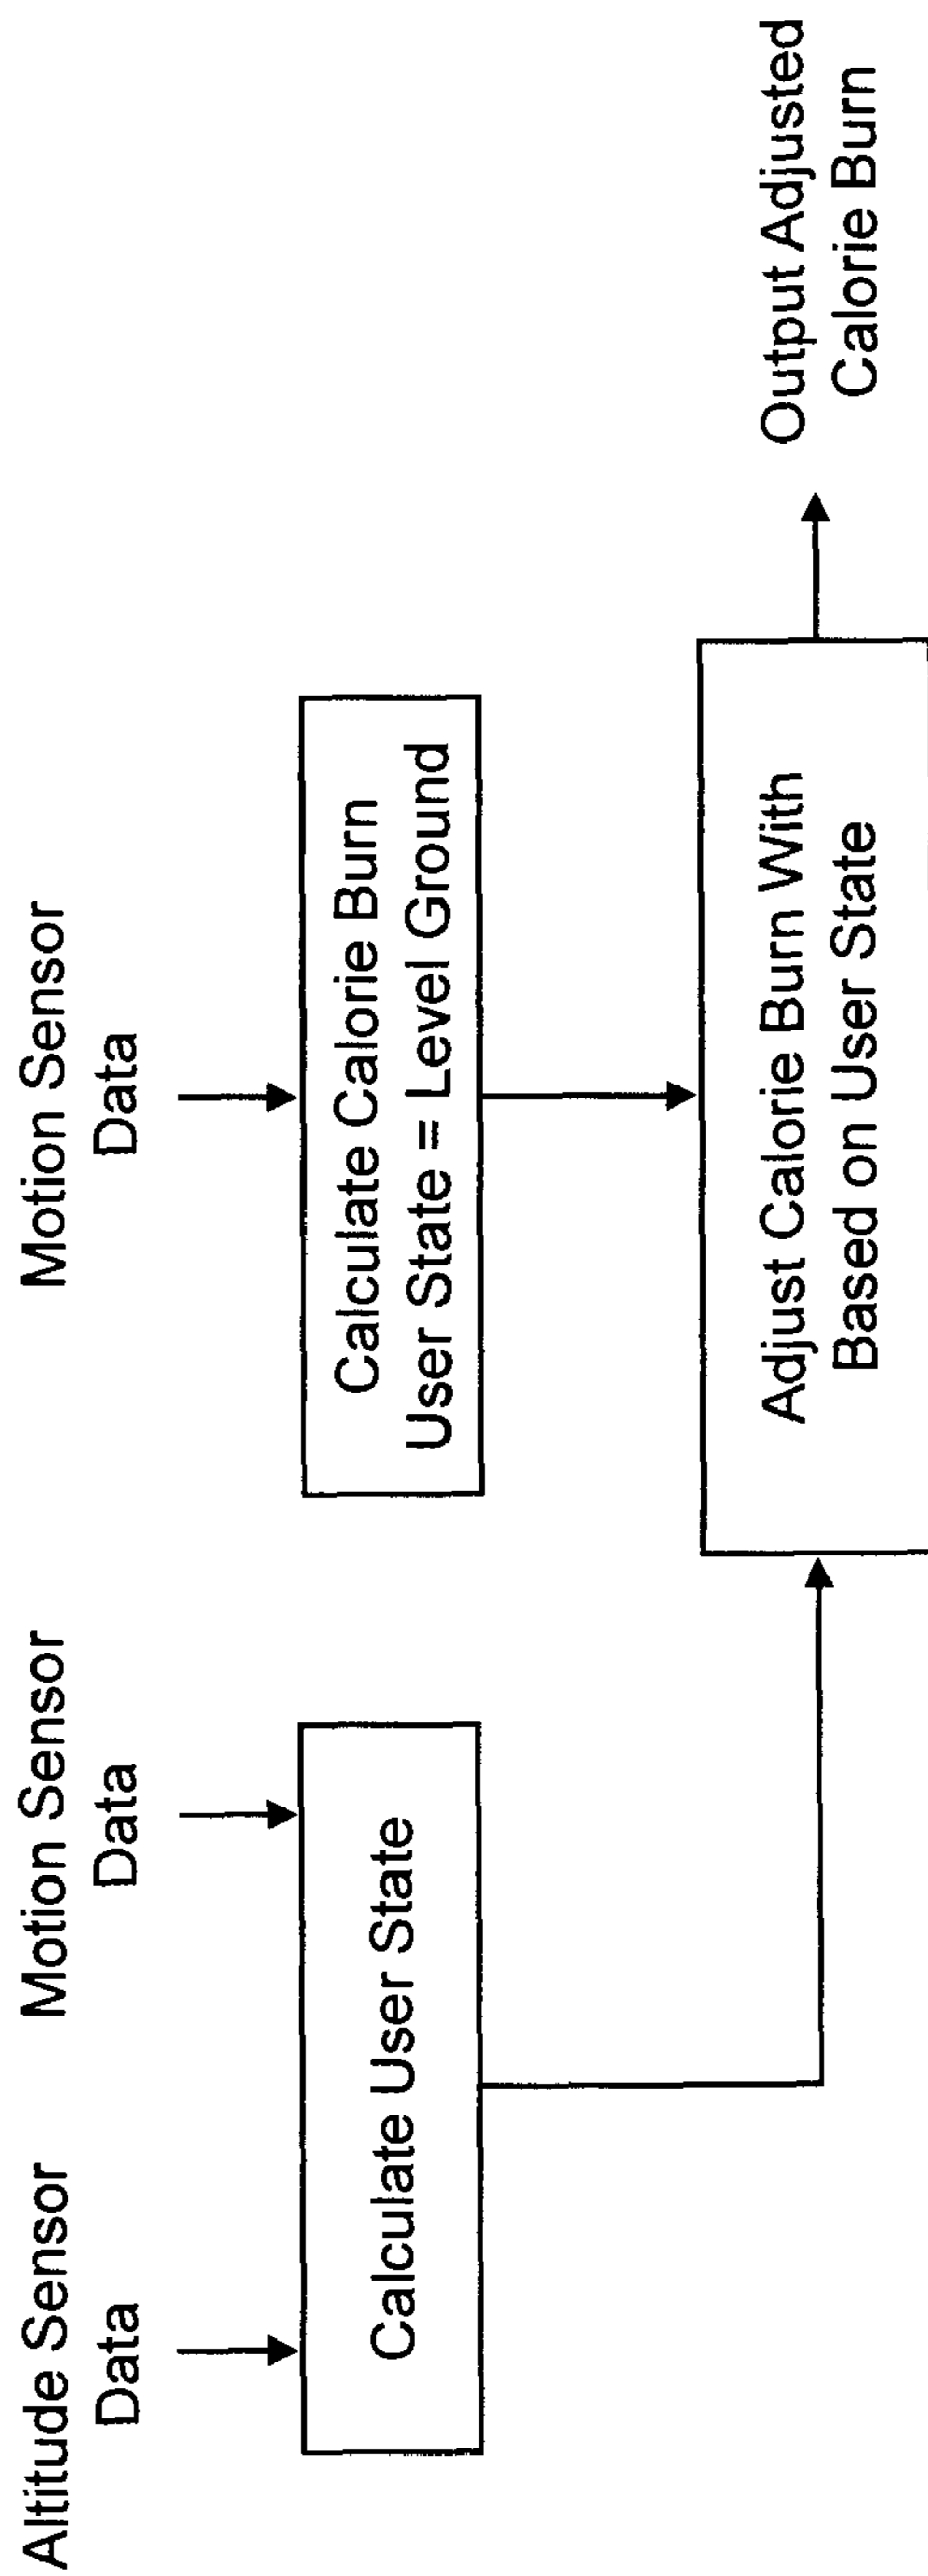 Altitude Sensor
Data
Motion Sensor
Data
Motion Sensor
Data
Calculate User State
Calculate Calorie Burn
User State = Level Ground
Adjust Calorie Burn With
Based on User State
Output Adjusted
Calorie Burn